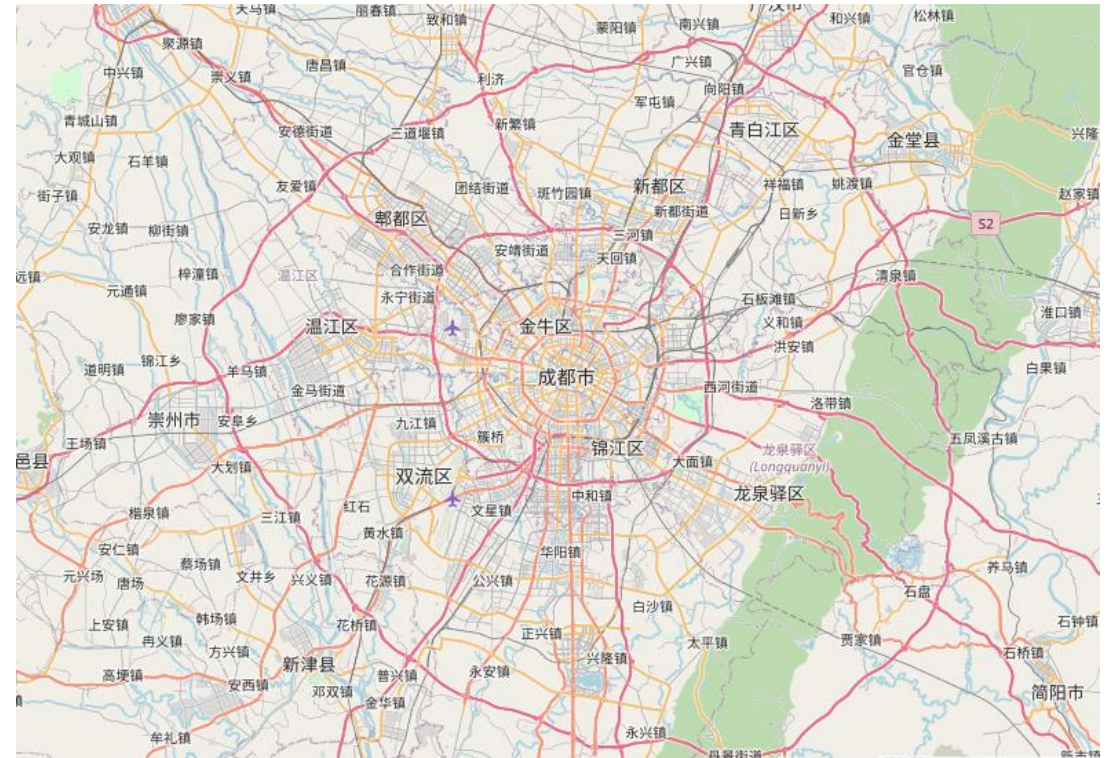 天马镇
丽春镇
致和镇
南兴镇
和兴镇
松林镇
蒙阳镇
聚源镇
中兴镇
崇义镇
唐昌镇
利济
广兴镇
官仓镇
向阳镇
军屯镇
青城山镇
安德街道
三道堰镇
新繁镇
青白江区
金堂县
兴隆
大观镇
石羊镇
街子镇
友爱镇
团结街道
斑竹园镇
新都区
祥福镇
姚渡镇
赵家镇
郫都区
新都街道
日新乡
S2
安龙镇
柳街镇
三河镇
安靖街道
天回镇
远镇
梓潼镇
温江区
合作街道
清泉镇
元通镇
永宁街道
石板滩镇
淮口镇
廖家镇
温江区
金牛区
义和镇
洪安镇
锦江乡
道明镇
羊马镇
成都市
白果镇
金马街道
西河街道
洛带镇
崇州市
安阜乡
九江镇
簇桥
王场镇
五凤溪古镇
锦江区
龙泉驿区
(Longquanyi)
邑县
大划镇
双流区
大面镇
龙泉驿区
中和镇
楷泉镇
三江镇
红石
文星镇
黄水镇
安仁镇
华阳镇
蔡场镇
元兴场
唐场
文井乡
兴义镇
花源镇
公兴镇
养马镇
石盘
白沙镇
上安镇
韩场镇
花桥镇
正兴镇
太平镇
贾家镇
石钟镇
冉义镇
方兴镇
新津县
兴隆镇
石桥镇
高埂镇
安西镇
邓双镇
普兴镇
永安镇
简阳市
金华镇
牟礼镇
永兴镇
丹景街道